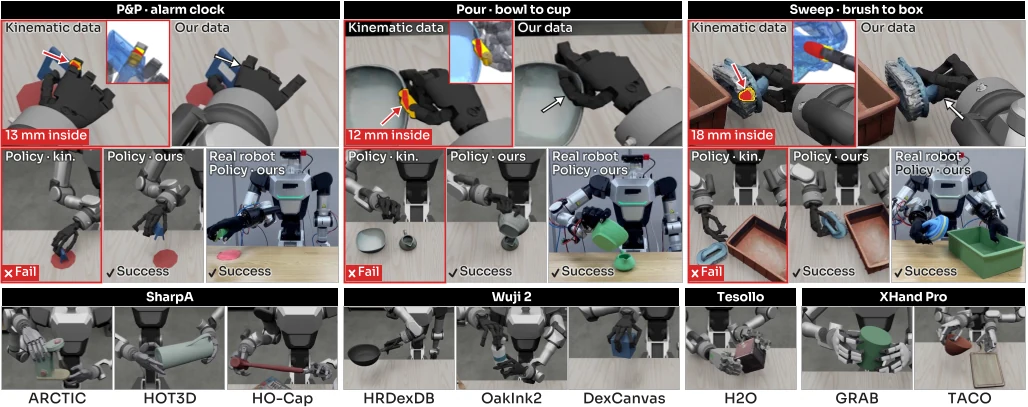 P&P · alarm clock
Kinematic data
Our data
13 mm inside
Policy · kin.
Policy · ours
Real robot
Policy · ours
× Fail
✓ Success
✓ Success
Pour · bowl to cup
Kinematic data
Our data
12 mm inside
Policy · kin.
Policy · ours
Real robot
Policy · ours
× Fail
✓ Success
✓ Success
Sweep · brush to box
Kinematic data
Our data
18 mm inside
Policy · kin.
Policy · ours
Real robot
Policy · ours
× Fail
✓ Success
✓ Success
SharpA
ARCTIC
HOT3D
HO-Cap
Wuji 2
HRDexDB
OakInk2
DexCanvas
Tesollo
H2O
XHand Pro
GRAB
TACO